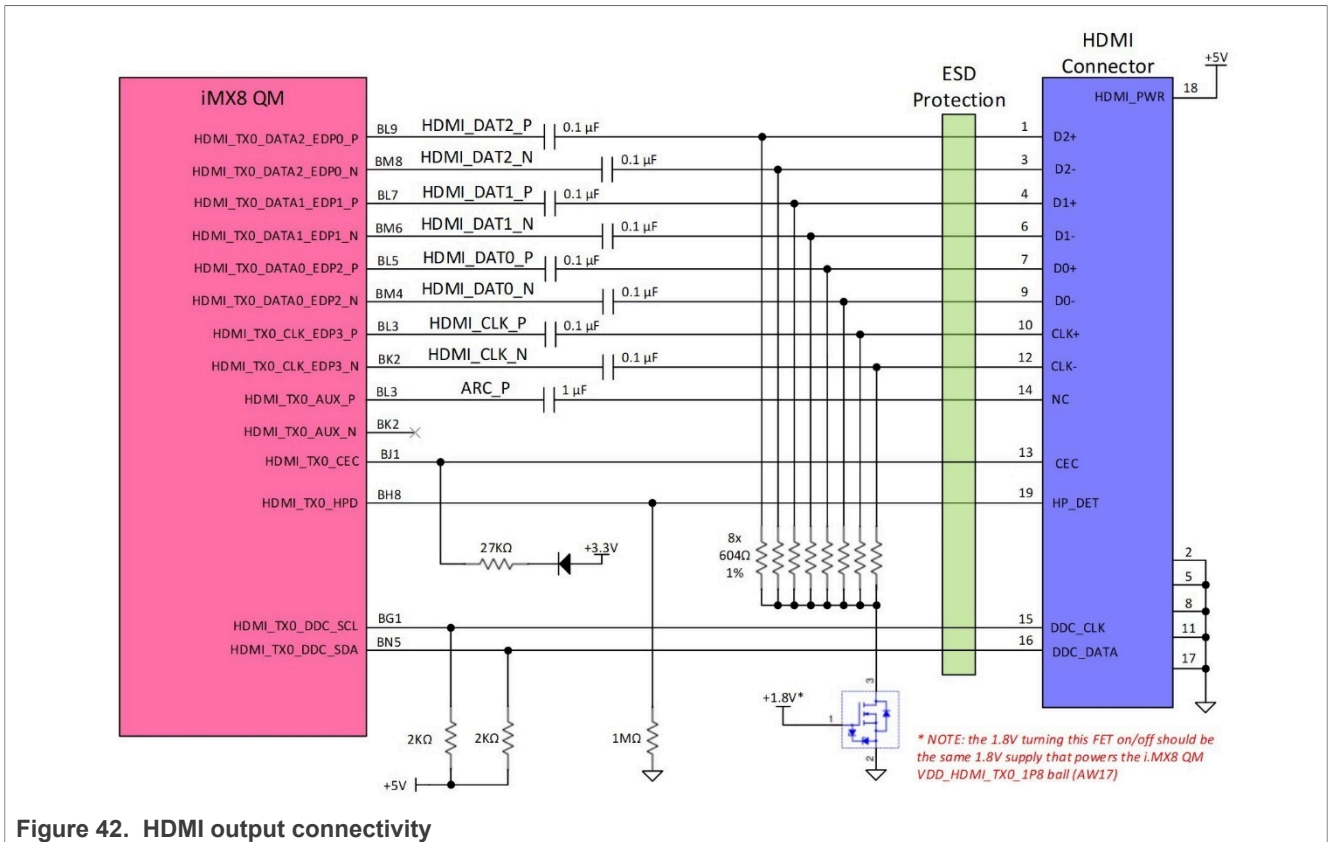 HDMI
Connector
+5V
ESD
Protection
iMX8 QM
HDMI_PWR
18
HDMI_TX0_DATA2_EDP0_P BL9 HDMI_DAT2_P 0.1 µF 1 D2+
HDMI_TX0_DATA2_EDP0_N BM8 HDMI_DAT2_N 0.1 µF 3 D2-
HDMI_TX0_DATA1_EDP1_P BL7 HDMI_DAT1_P 0.1 µF 4 D1+
HDMI_TX0_DATA1_EDP1_N BM6 HDMI_DAT1_N 0.1 µF 6 D1-
HDMI_TX0_DATA0_EDP2_P BL5 HDMI_DAT0_P 0.1 µF 7 D0+
HDMI_TX0_DATA0_EDP2_N BM4 HDMI_DAT0_N 0.1 µF 9 D0-
HDMI_TX0_CLK_EDP3_P BL3 HDMI_CLK_P 0.1 µF 10 CLK+
HDMI_TX0_CLK_EDP3_N BK2 HDMI_CLK_N 0.1 µF 12 CLK-
HDMI_TX0_AUX_P BL3 ARC_P 1 µF 14 NC
HDMI_TX0_AUX_N BK2
HDMI_TX0_CEC BJ1 13 CEC
HDMI_TX0_HPD BH8 19 HP_DET
27KΩ +3.3V
8x
604Ω
1%
2
5
8
11
17
HDMI_TX0_DDC_SCL BG1 15 DDC_CLK
HDMI_TX0_DDC_SDA BN5 16 DDC_DATA
+1.8V*
3
1
2
2KΩ 2KΩ 1MΩ
+5V
* NOTE: the 1.8V turning this FET on/off should be
the same 1.8V supply that powers the i.MX8 QM
VDD_HDMI_TX0_1P8 ball (AW17)
Figure 42. HDMI output connectivity